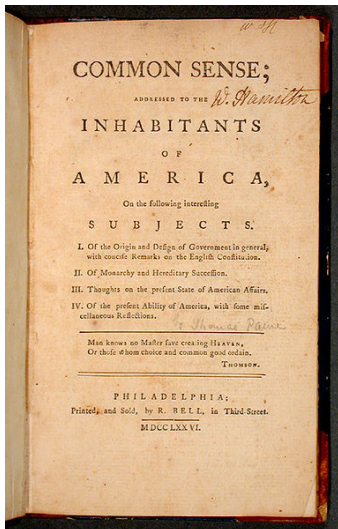 COMMON SENSE;
ADDRESSED TO THE
W. Hamilton
INHABITANTS
OF
AMERICA,
On the following intereſting
SUBJECTS.
I. Of the Origin and Deſign of Government in general,
with conciſe Remarks on the Engliſh Conſtitution.
II. Of Monarchy and Hereditary Succeſſion.
III. Thoughts on the preſent State of American Affairs.
IV. Of the preſent Ability of America, with ſome miſ-
cellaneous Reflections.
Thomas Paine
Man knows no Maſter ſave creating HEAVEN,
Or thoſe whom choice and common good ordain.
THOMSON.
PHILADELPHIA;
Printed, and Sold, by R. BELL, in Third-Street.
MDCCLXXVI.